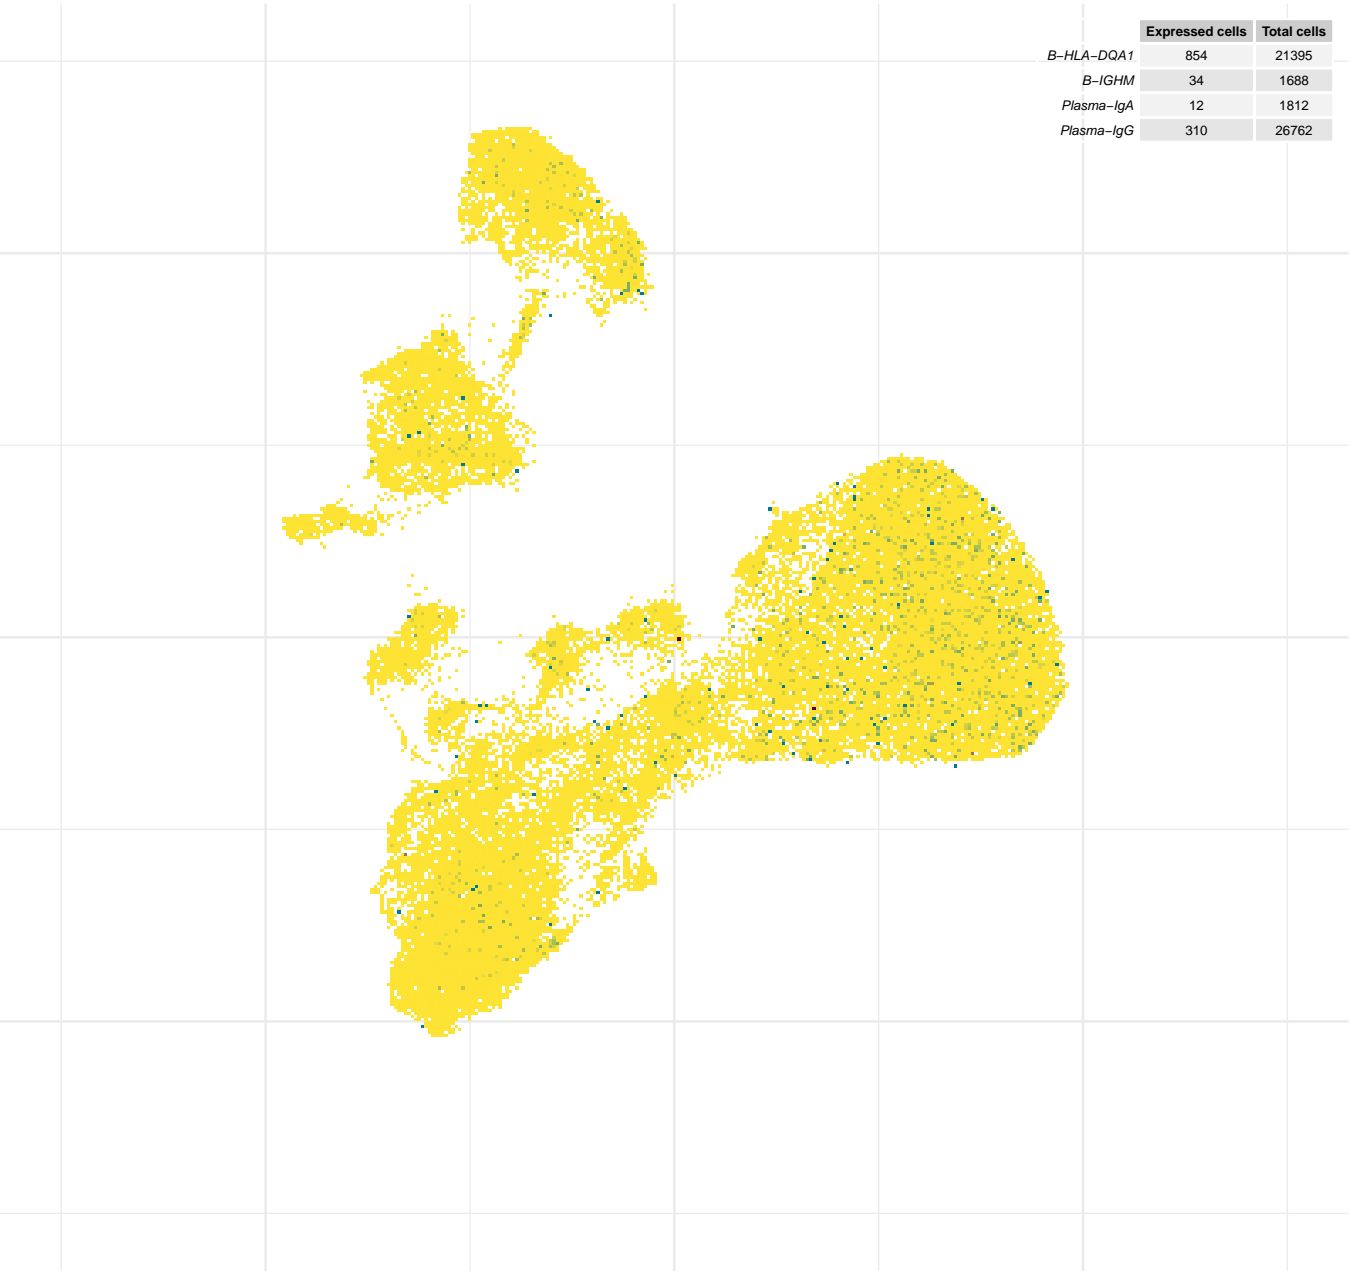 Expressed cells Total cells
B−HLA−DQA1 854 21395
B−IGHM 34 1688
Plasma−IgA 12 1812
Plasma−IgG 310 26762